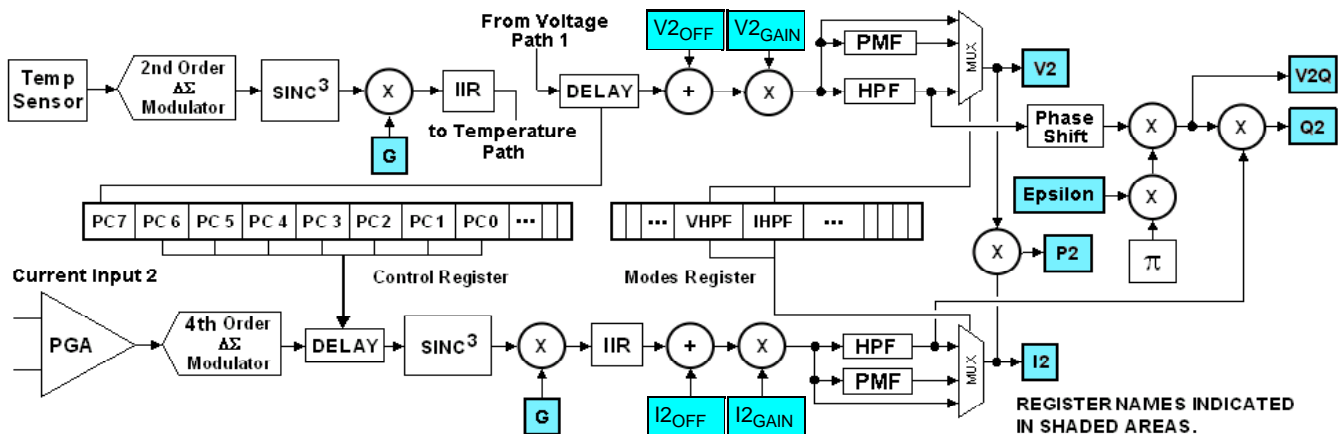 From Voltage
Path 1
V2OFF
V2GAIN
PMF
MUX
V2
V2Q
Temp
Sensor
2nd Order
ΔΣ
Modulator
SINC3
X
IIR
DELAY
+
X
HPF
to Temperature
Path
G
Phase
Shift
X
X
Q2
Epsilon
X
π
PC7
PC 6
PC 5
PC 4
PC 3
PC2
PC1
PC0
...
...
VHPF
IHPF
...
X
P2
Control Register
Modes Register
Current Input 2
PGA
4th Order
ΔΣ
Modulator
DELAY
SINC3
X
IIR
+
X
HPF
PMF
MUX
I2
G
I2OFF
I2GAIN
REGISTER NAMES INDICATED
IN SHADED AREAS.